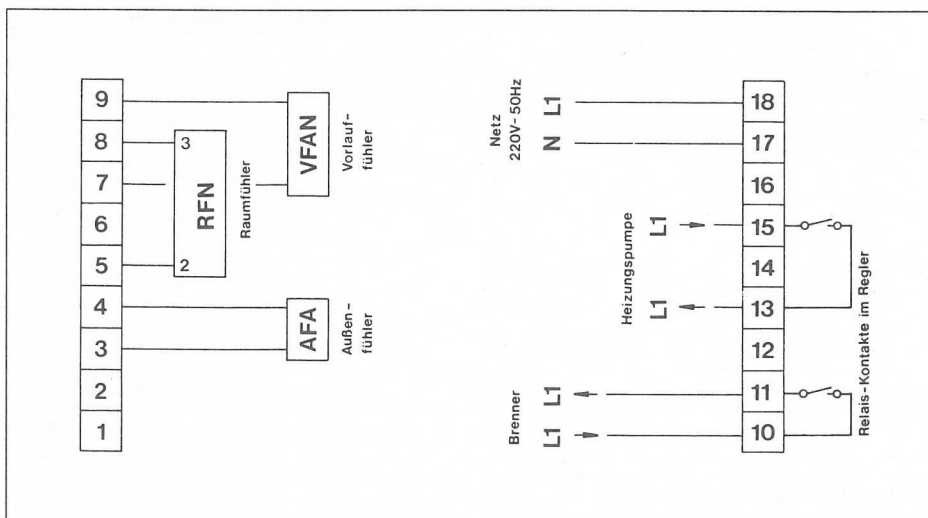 9
8
7
6
5
4
3
2
1
3
RFN
2
Raumfühler
VFAN
Vorlauf-
fühler
AFA
Außen-
fühler
Netz
220V~ 50Hz
L1
N
Heizungspumpe
L1
L1
Brenner
L1
L1
18
17
16
15
14
13
12
11
10
Relais-Kontakte im Regler